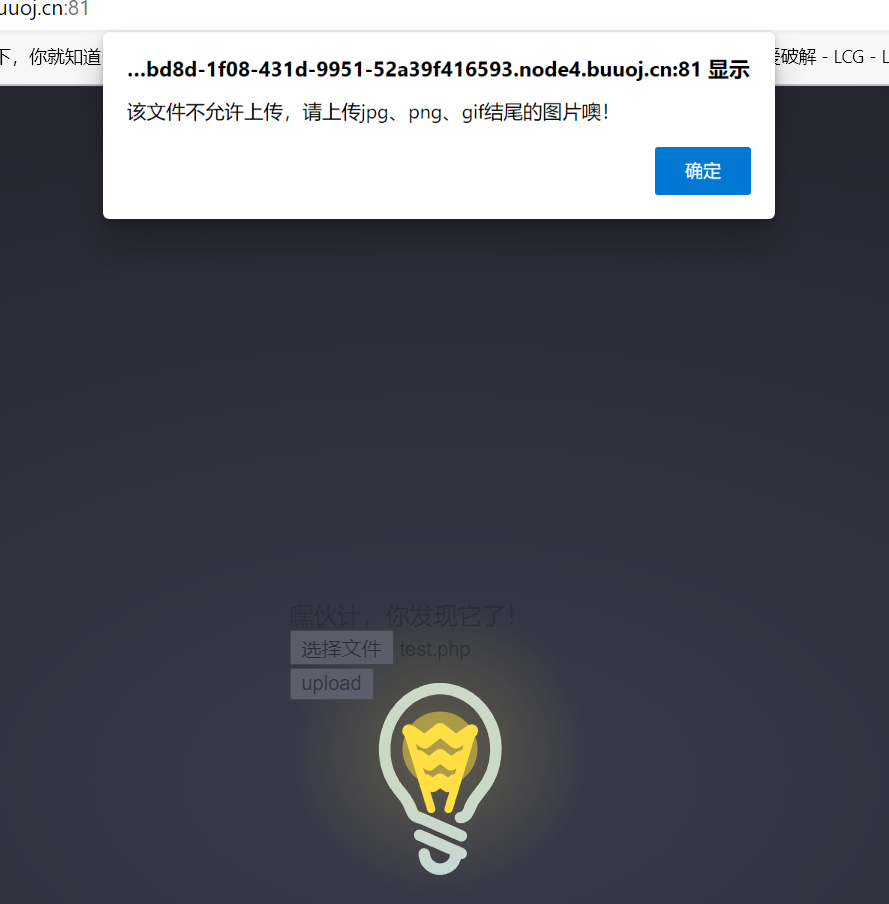 uuoj.cn:81
下，你就知道
爱破解 - LCG - L
...bd8d-1f08-431d-9951-52a39f416593.node4.buuoj.cn:81 显示
该文件不允许上传，请上传jpg、png、gif结尾的图片噢！
确定
嘿伙计，你发现它了！
选择文件 test.php
upload